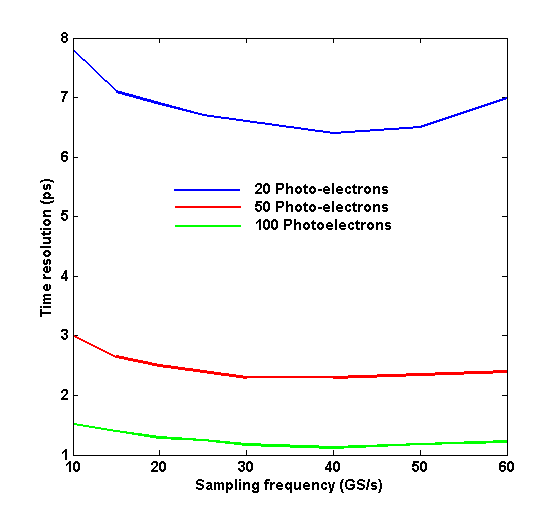 8
7
6
5
4
3
2
1
20 Photo-electrons
50 Photo-electrons
100 Photoelectrons
Time resolution (ps)
10 20 30 40 50 60
Sampling frequency (GS/s)